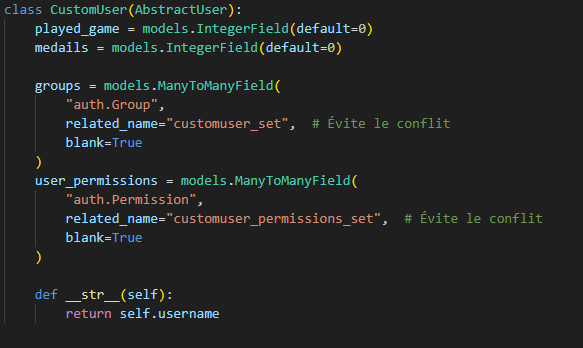 class CustomUser(AbstractUser):
    played_game = models.IntegerField(default=0)
    medails = models.IntegerField(default=0)

    groups = models.ManyToManyField(
        "auth.Group",
        related_name="customuser_set",  # Évite le conflit
        blank=True
    )
    user_permissions = models.ManyToManyField(
        "auth.Permission",
        related_name="customuser_permissions_set",  # Évite le conflit
        blank=True
    )

    def __str__(self):
        return self.username